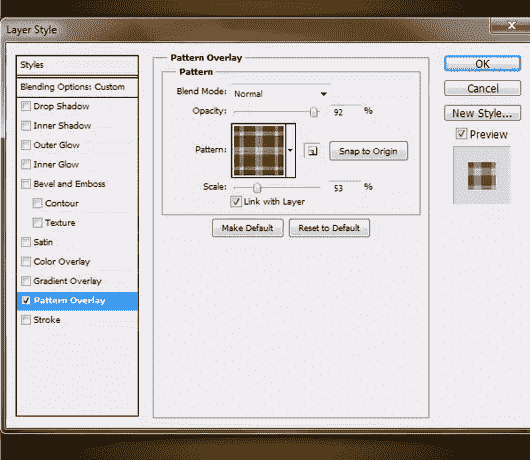 Layer Style
Styles
Blending Options: Custom
Drop Shadow
Inner Shadow
Outer Glow
Inner Glow
Bevel and Emboss
Contour
Texture
Satin
Color Overlay
Gradient Overlay
Pattern Overlay
Stroke
Pattern Overlay
Pattern
Blend Mode: Normal
Opacity: 92 %
Pattern: Snap to Origin
Scale: 53 %
Link with Layer
Make Default Reset to Default
OK
Cancel
New Style...
Preview